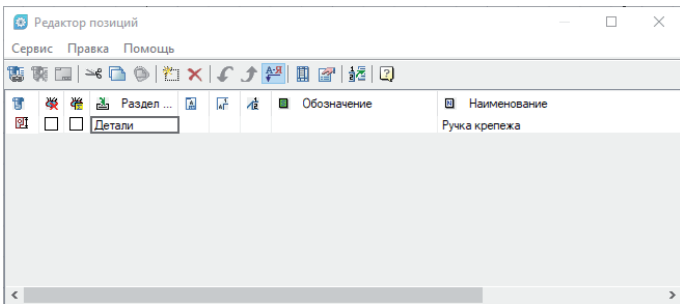 Редактор позиций
Сервис Правка Помощь
Раздел ... Обозначение Наименование
Детали Ручка крепежа